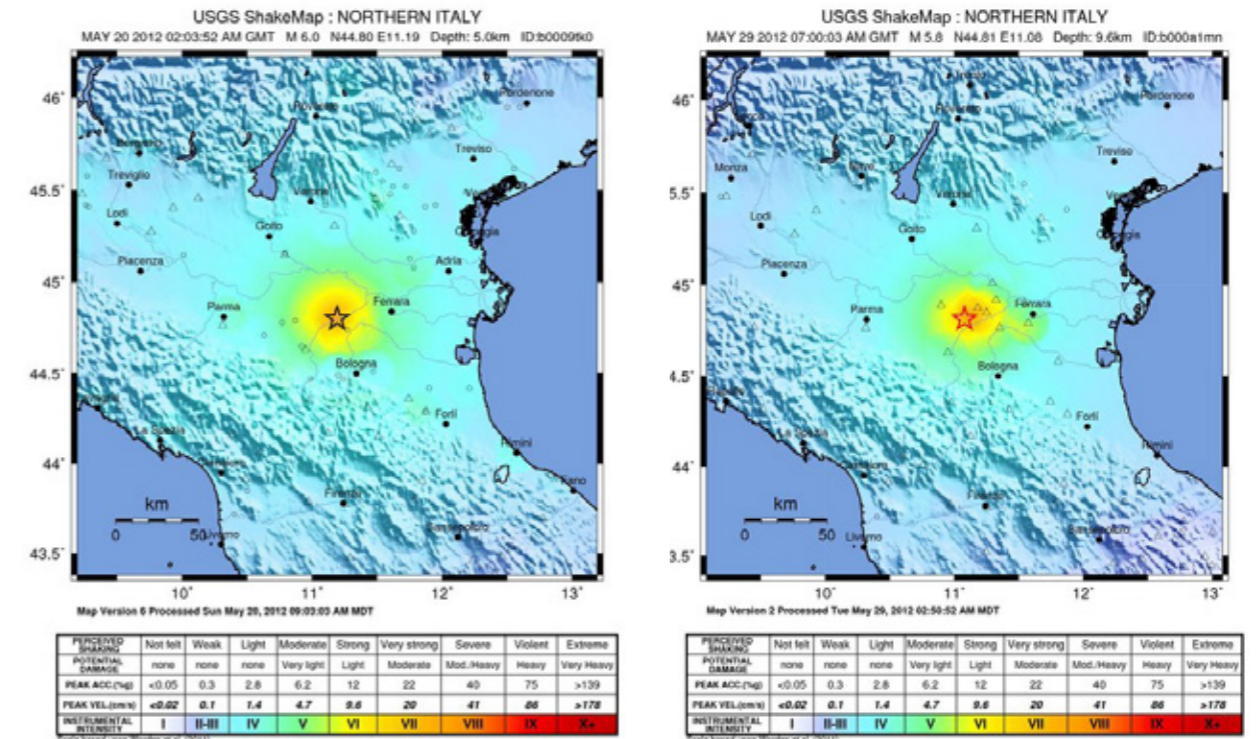 USGS ShakeMap : NORTHERN ITALY
MAY 20 2012 02:03:52 AM GMT M 6.0 N44.80 E11.19 Depth: 5.0km ID:b0009tk0
46°
45.5°
45°
44.5°
44°
43.5°
Rovereto
Pordenone
Bergamo
Treviso
Treviglio
Verona
Lodi
Goito
Piacenza
Adria
Parma
Ferrara
Bologna
Forlì
La Spezia
Rimini
Fano
Firenze
Sansepolcro
Livorno
km
0 50
10° 11° 12° 13°
Map Version 6 Processed Sun May 20, 2012 09:03:03 AM MDT
PERCEIVED SHAKING Not felt Weak Light Moderate Strong Very strong Severe Violent Extreme
POTENTIAL DAMAGE none none none Very light Light Moderate Mod./Heavy Heavy Very Heavy
PEAK ACC.(%g) <0.05 0.3 2.8 6.2 12 22 40 75 >139
PEAK VEL.(cm/s) <0.02 0.1 1.4 4.7 9.6 20 41 86 >178
INSTRUMENTAL INTENSITY I II-III IV V VI VII VIII IX X+
USGS ShakeMap : NORTHERN ITALY
MAY 29 2012 07:00:03 AM GMT M 5.8 N44.81 E11.08 Depth: 9.6km ID:b000a1mn
46°
5.5°
45°
4.5°
44°
3.5°
Trento
Rovereto
Pordenone
Treviso
Monza
Verona
Lodi
Goito
Piacenza
Parma
Ferrara
Bologna
Forlì
La Spezia
Rimini
Firenze
Sansepolcro
Livorno
km
0 50
10° 11° 12° 13°
Map Version 2 Processed Tue May 29, 2012 02:50:52 AM MDT
PERCEIVED SHAKING Not felt Weak Light Moderate Strong Very strong Severe Violent Extreme
POTENTIAL DAMAGE none none none Very light Light Moderate Mod./Heavy Heavy Very Heavy
PEAK ACC.(%g) <0.05 0.3 2.8 6.2 12 22 40 75 >139
PEAK VEL.(cm/s) <0.02 0.1 1.4 4.7 9.6 20 41 86 >178
INSTRUMENTAL INTENSITY I II-III IV V VI VII VIII IX X+